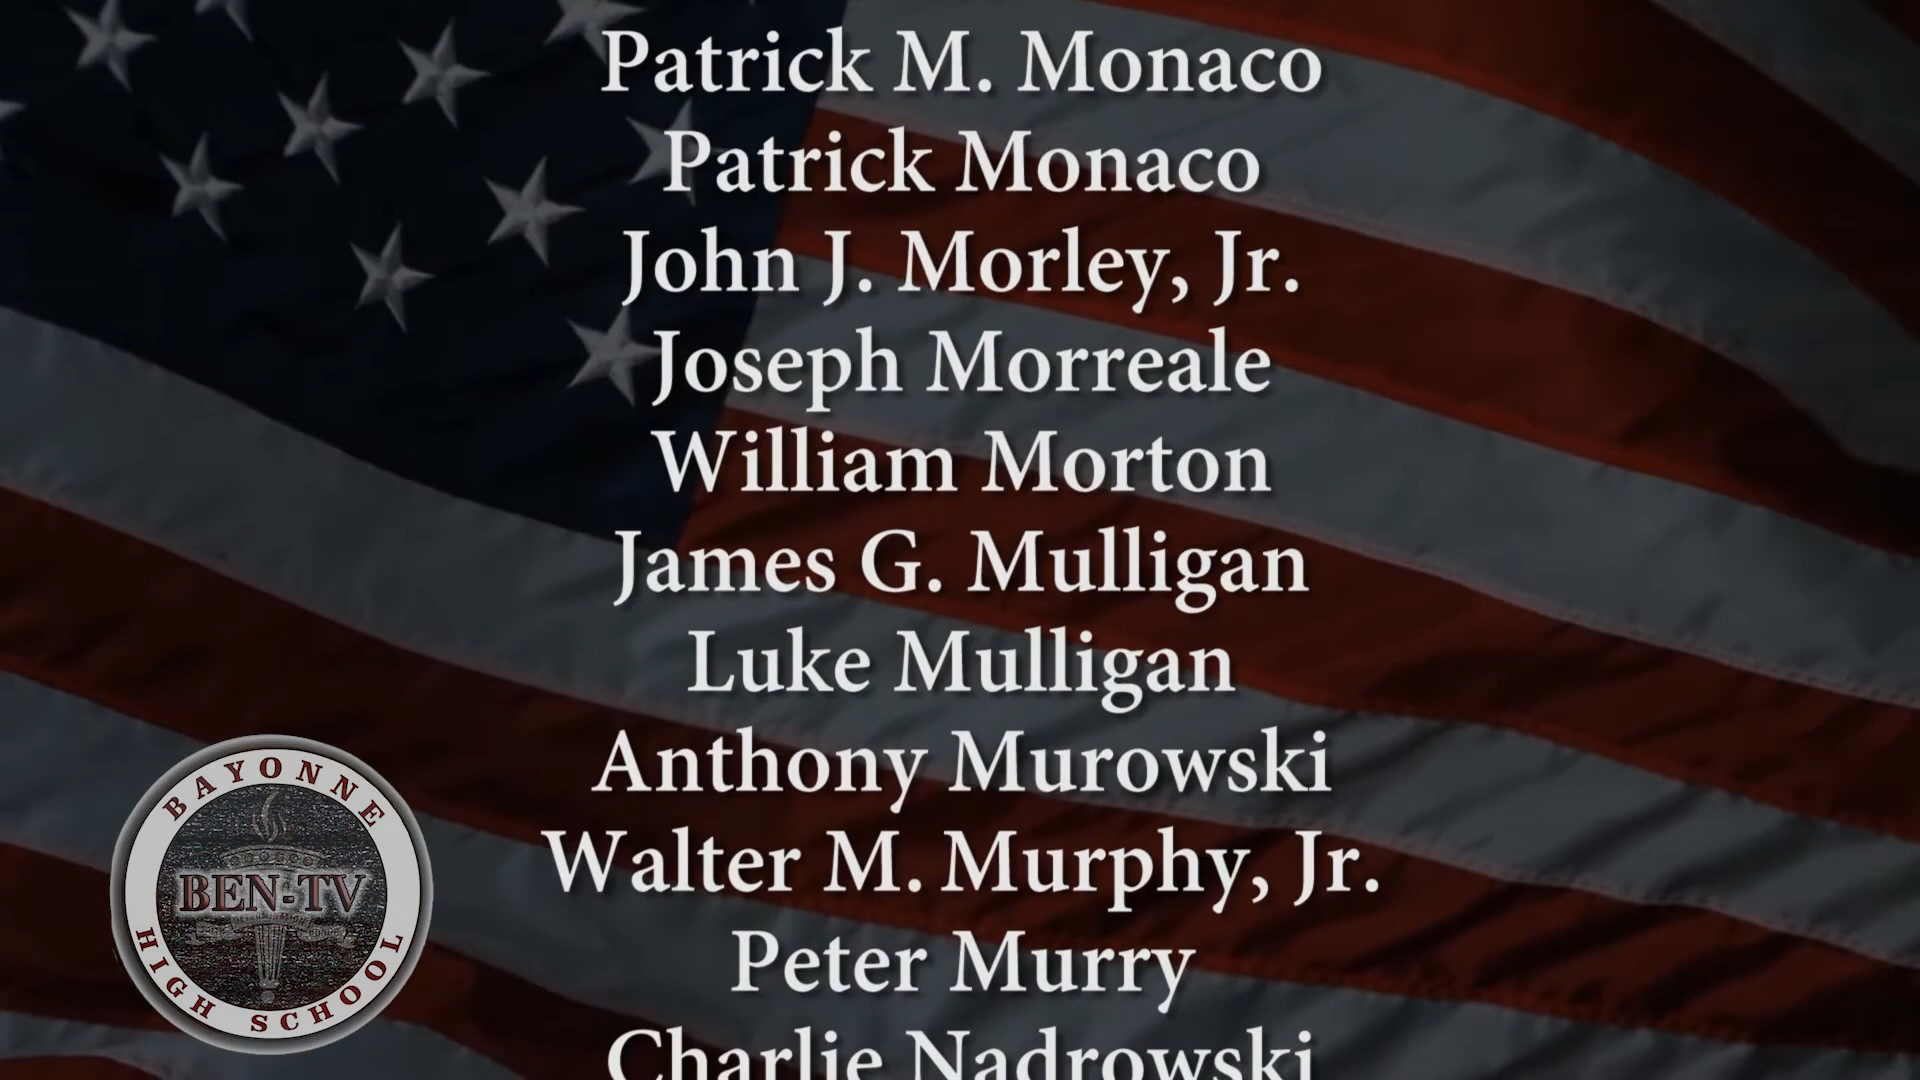 Patrick M. Monaco
Patrick Monaco
John J. Morley, Jr.
Joseph Morreale
William Morton
James G. Mulligan
Luke Mulligan
Anthony Murowski
Walter M. Murphy, Jr.
Peter Murry
Charlie Nadrowski
BAYONNE
BEN-TV
HIGH SCHOOL